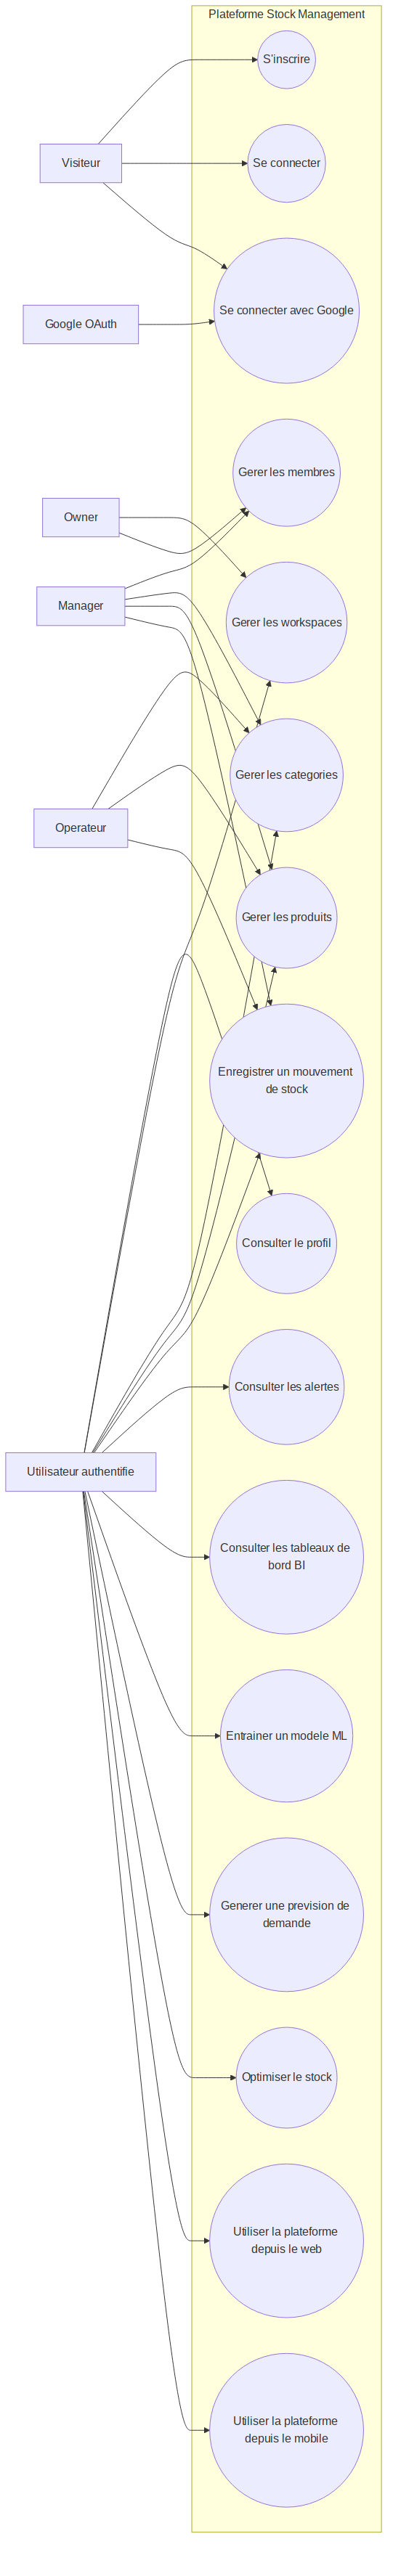 Plateforme Stock Management
S'inscrire
Visiteur
Se connecter
Se connecter avec Google
Google OAuth
Gerer les membres
Owner
Manager
Gerer les workspaces
Gerer les categories
Operateur
Gerer les produits
Enregistrer un mouvement
de stock
Consulter le profil
Consulter les alertes
Utilisateur authentifie
Consulter les tableaux de
bord BI
Entrainer un modele ML
Generer une prevision de
demande
Optimiser le stock
Utiliser la plateforme
depuis le web
Utiliser la plateforme
depuis le mobile